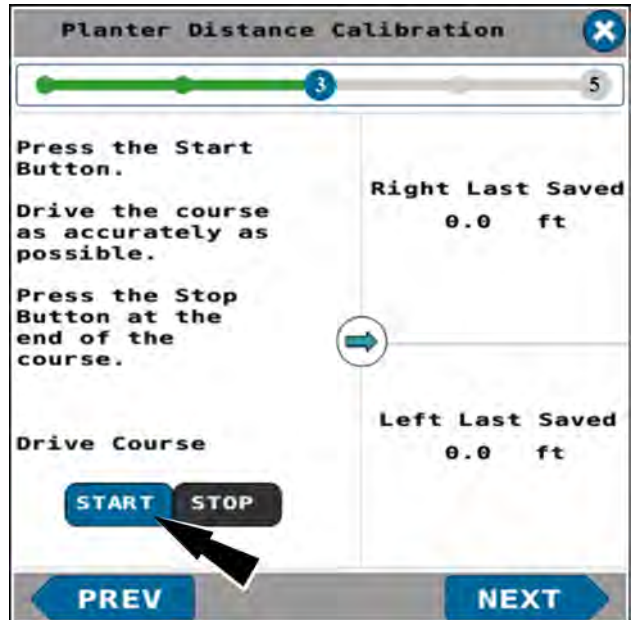 Planter Distance Calibration
3
5
Press the Start
Button.
Drive the course
as accurately as
possible.
Press the Stop
Button at the
end of the
course.
Drive Course
START STOP
Right Last Saved
0.0 ft
Left Last Saved
0.0 ft
PREV
NEXT